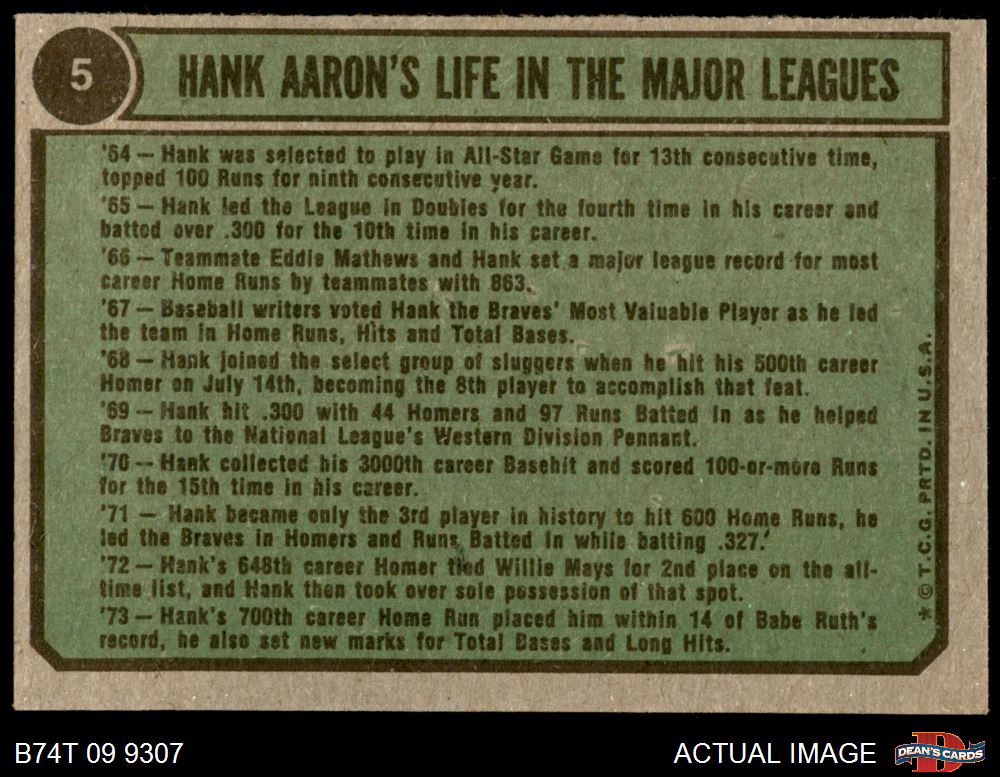 5
HANK AARON'S LIFE IN THE MAJOR LEAGUES
'64 — Hank was selected to play in All-Star Game for 13th consecutive time,
topped 100 Runs for ninth consecutive year.
'65 — Hank led the League in Doubles for the fourth time in his career and
batted over .300 for the 10th time in his career.
'66 — Teammate Eddie Mathews and Hank set a major league record for most
career Home Runs by teammates with 863.
'67 — Baseball writers voted Hank the Braves' Most Valuable Player as he led
the team in Home Runs, Hits and Total Bases.
'68 — Hank joined the select group of sluggers when he hit his 500th career
Homer on July 14th, becoming the 8th player to accomplish that feat.
'69 — Hank hit .300 with 44 Homers and 97 Runs Batted In as he helped
Braves to the National League's Western Division Pennant.
'70 -- Hank collected his 3000th career Basehit and scored 100-or-more Runs
for the 15th time in his career.
'71 — Hank became only the 3rd player in history to hit 600 Home Runs, he
led the Braves in Homers and Runs Batted In while batting .327.'
'72 — Hank's 648th career Homer tied Willie Mays for 2nd place on the all-
time list, and Hank then took over sole possession of that spot.
'73 — Hank's 700th career Home Run placed him within 14 of Babe Ruth's
record, he also set new marks for Total Bases and Long Hits.
* © T.C.G. PRTD. IN U.S.A.
B74T 09 9307
ACTUAL IMAGE
DEAN'S CARDS